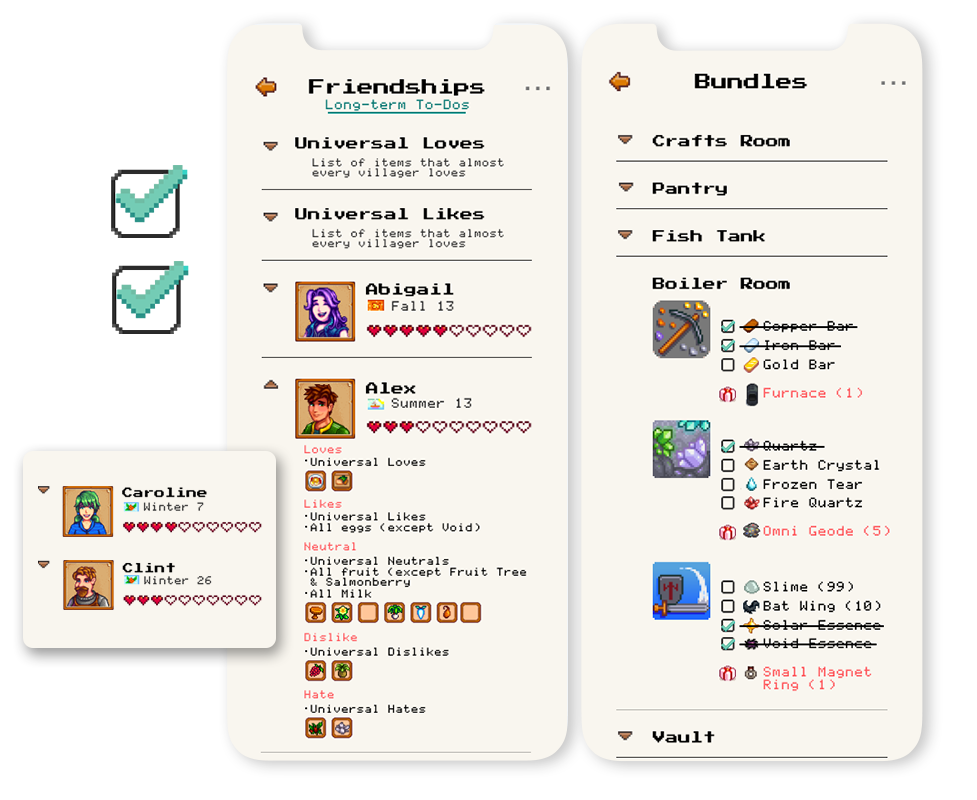 Friendships
Long-term To-Dos
Universal Loves
List of items that almost
every villager loves
Universal Likes
List of items that almost
every villager loves
Abigail
Fall 13
Alex
Summer 13
Loves
·Universal Loves
Likes
·Universal Likes
·All eggs (except Void)
Neutral
·Universal Neutrals
·All fruit (except Fruit Tree
& Salmonberry
·All Milk
Dislike
·Universal Dislikes
Hate
·Universal Hates
Caroline
Winter 7
Clint
Winter 26
Bundles
...
Crafts Room
Pantry
Fish Tank
Boiler Room
Copper Bar
Iron Bar
Gold Bar
Furnace (1)
Quartz
Earth Crystal
Frozen Tear
Fire Quartz
Omni Geode (5)
Slime (99)
Bat Wing (10)
Solar Essence
Void Essence
Small Magnet
Ring (1)
Vault